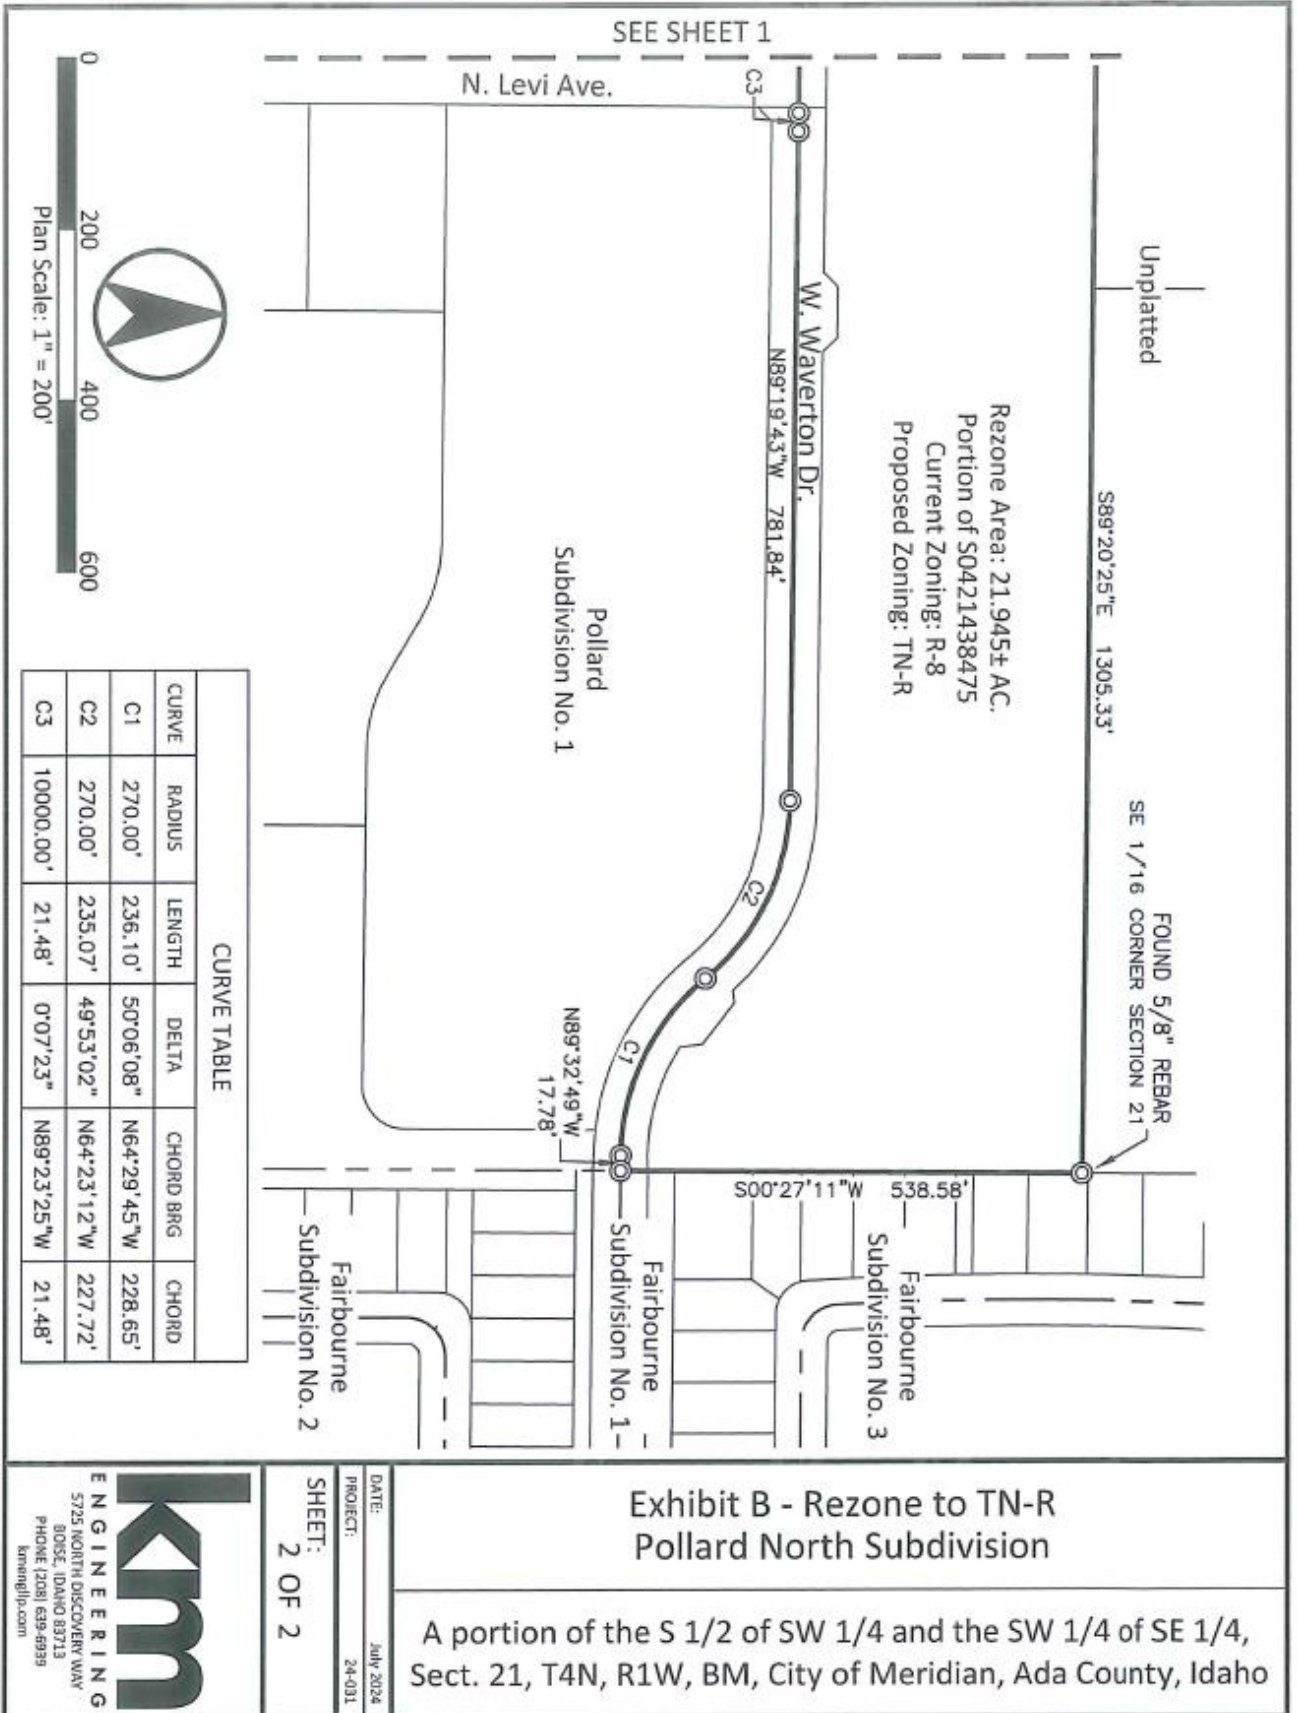 SEE SHEET 1
N. Levi Ave.
C3
Unplatted
S89°20'25"E 1305.33'
FOUND 5/8" REBAR
SE 1/16 CORNER SECTION 21
Rezone Area: 21.945± AC.
Portion of S0421438475
Current Zoning: R-8
Proposed Zoning: TN-R
W. Waverton Dr.
N89°19'43"W 781.84'
C2
C1
N89°32'49"W
17.78'
S00°27'11"W 538.58'
Pollard
Subdivision No. 1
Fairbourne
Subdivision No. 3
Fairbourne
Subdivision No. 1
Fairbourne
Subdivision No. 2
0 200 400 600
Plan Scale: 1" = 200'
CURVE TABLE
CURVE RADIUS LENGTH DELTA CHORD BRG CHORD
C1 270.00' 236.10' 50°06'08" N64°29'45"W 228.65'
C2 270.00' 235.07' 49°53'02" N64°23'12"W 227.72'
C3 10000.00' 21.48' 0°07'23" N89°23'25"W 21.48'
Exhibit B - Rezone to TN-R
Pollard North Subdivision
A portion of the S 1/2 of SW 1/4 and the SW 1/4 of SE 1/4,
Sect. 21, T4N, R1W, BM, City of Meridian, Ada County, Idaho
DATE: July 2024
PROJECT: 24-031
SHEET:
2 OF 2
km
ENGINEERING
5725 NORTH DISCOVERY WAY
BOISE, IDAHO 83713
PHONE (208) 639-6939
kmengllp.com